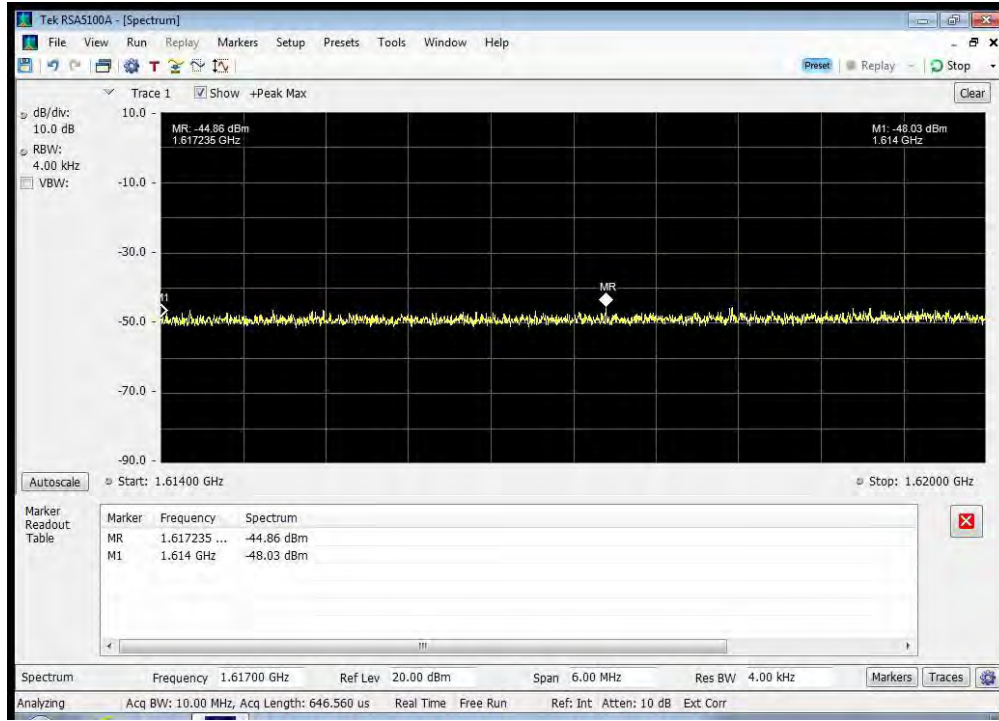 Tek RSA5100A - [Spectrum]
File View Run Replay Markers Setup Presets Tools Window Help
Preset Replay Stop
Trace 1 Show +Peak Max Clear
dB/div:
10.0 dB
RBW:
4.00 kHz
VBW:
10.0
-10.0
-30.0
-50.0
-70.0
-90.0
MR: -44.86 dBm
1.617235 GHz
M1: -48.03 dBm
1.614 GHz
MR
M1
Autoscale Start: 1.61400 GHz Stop: 1.62000 GHz
Marker
Readout
Table
Marker Frequency Spectrum
MR 1.617235 ... -44.86 dBm
M1 1.614 GHz -48.03 dBm
Spectrum Frequency 1.61700 GHz Ref Lev 20.00 dBm Span 6.00 MHz Res BW 4.00 kHz Markers Traces
Analyzing Acq BW: 10.00 MHz, Acq Length: 646.560 us Real Time Free Run Ref: Int Atten: 10 dB Ext Corr